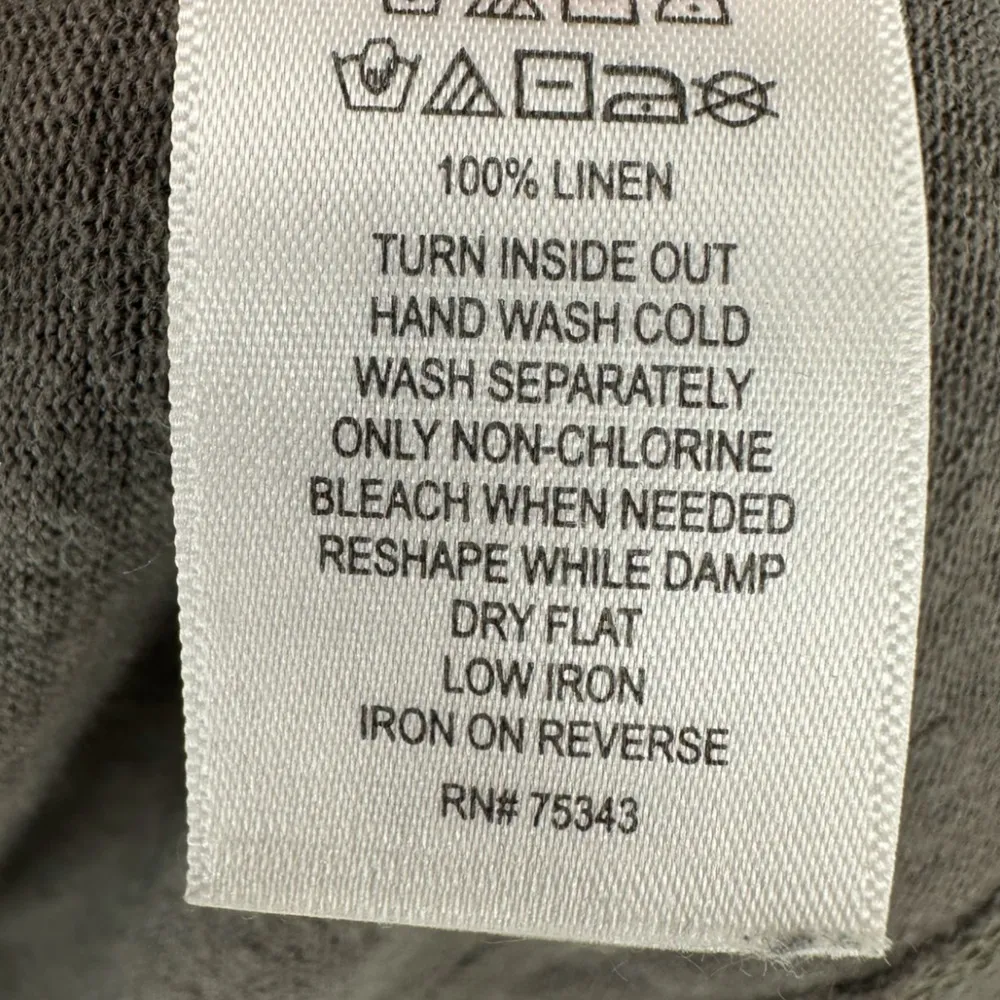 100% LINEN
TURN INSIDE OUT
HAND WASH COLD
WASH SEPARATELY
ONLY NON-CHLORINE
BLEACH WHEN NEEDED
RESHAPE WHILE DAMP
DRY FLAT
LOW IRON
IRON ON REVERSE
RN# 75343